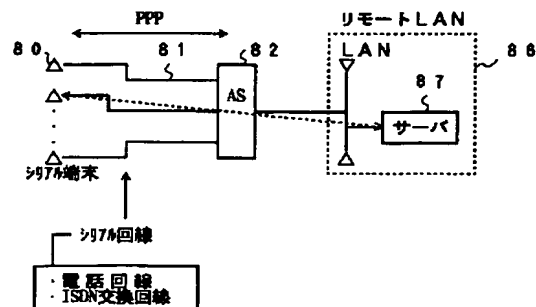 PPP
リモートLAN
80
81
82
LAN
86
87
AS
サーバ
シリアル端末
シリアル回線
・電話回線
・ISDN交換回線